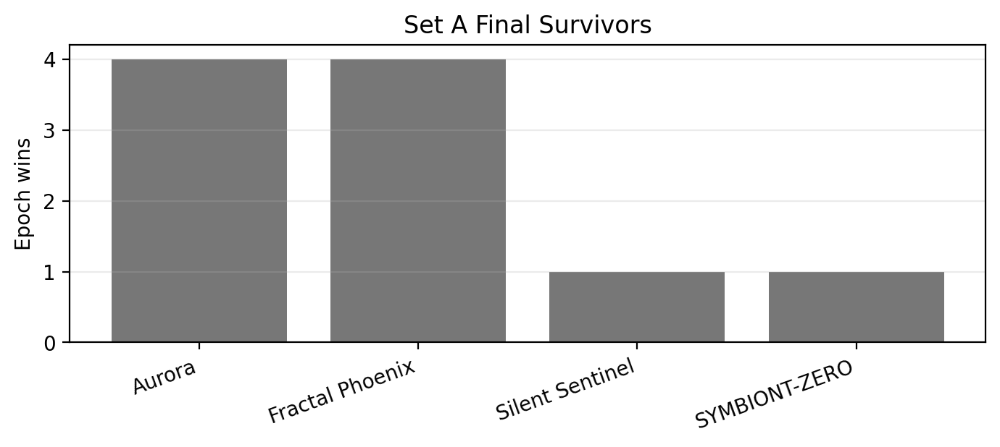 Set A Final Survivors
Epoch wins
4
3
2
1
0
Aurora
Fractal Phoenix
Silent Sentinel
SYMBIONT-ZERO